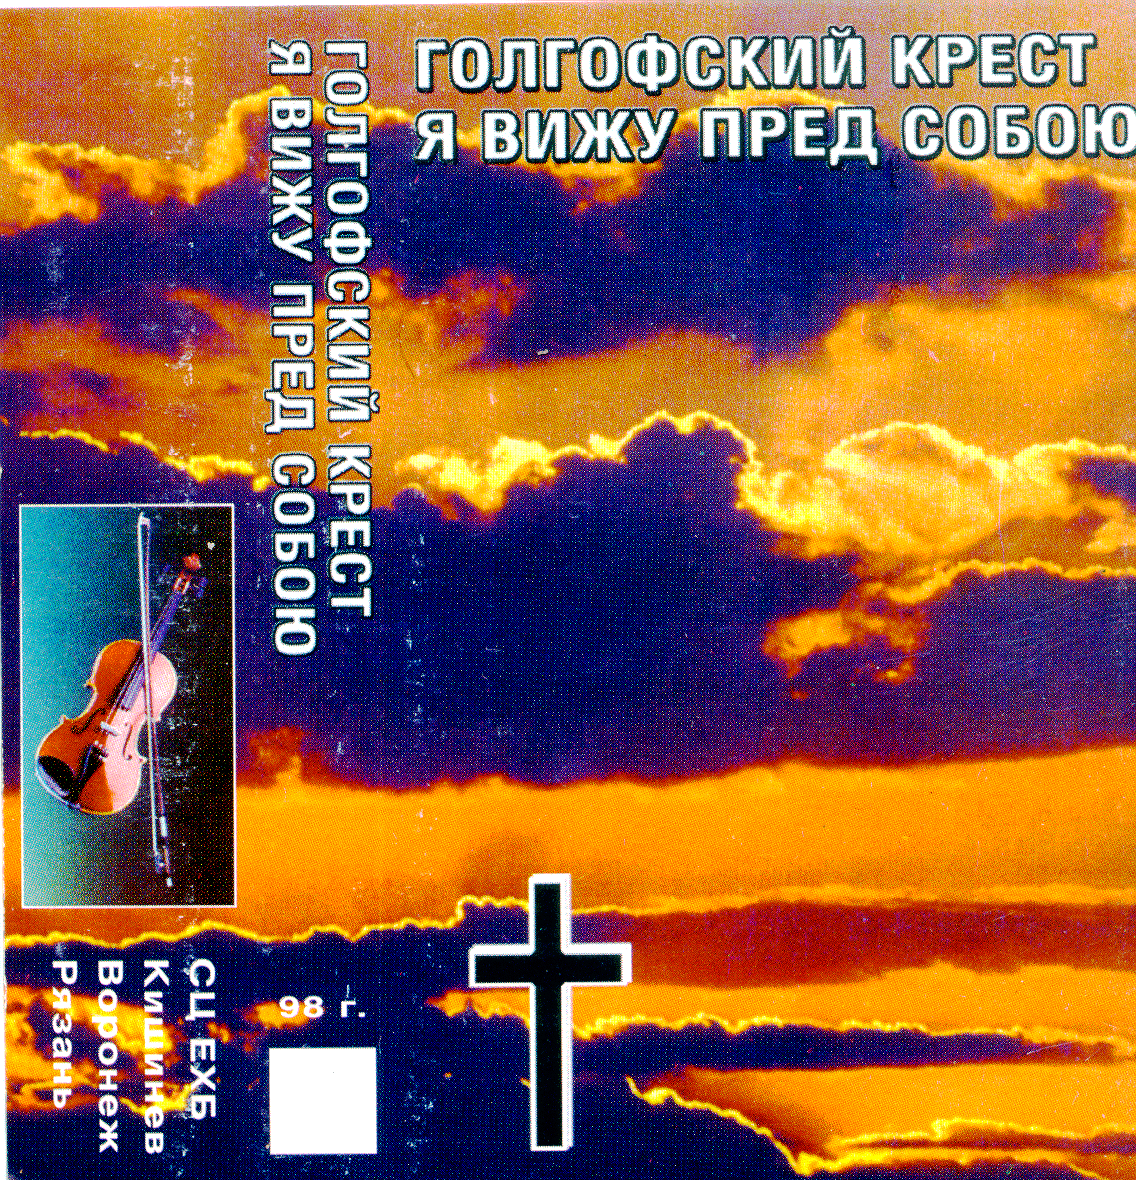 ГОЛГОФСКИЙ КРЕСТ
Я ВИЖУ ПРЕД СОБОЮ
ГОЛГОФСКИЙ КРЕСТ
Я ВИЖУ ПРЕД СОБОЮ
98 г.
СЦ ЕХБ
Кишинев
Воронеж
Рязань